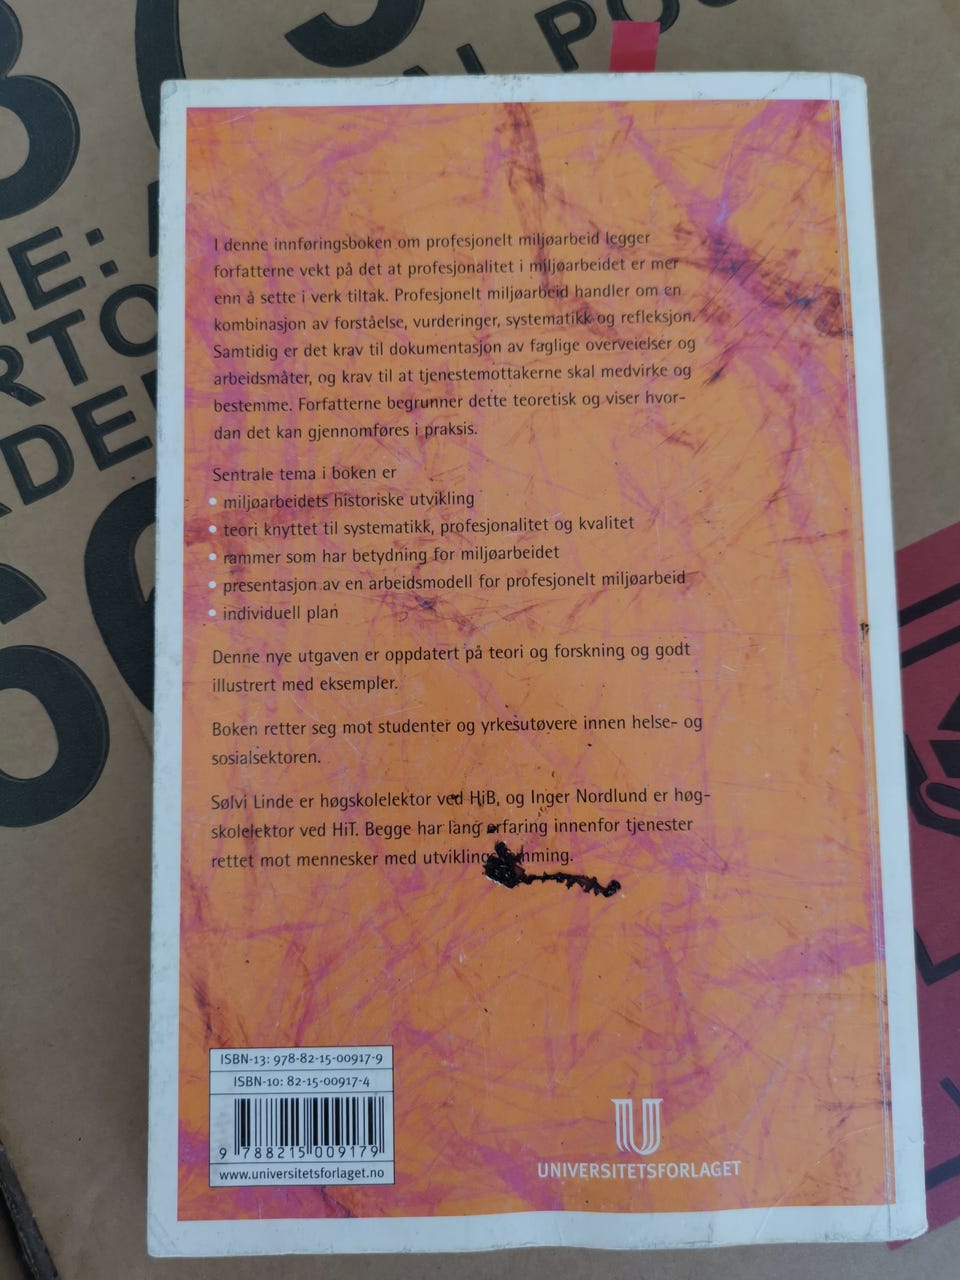 I denne innføringsboken om profesjonelt miljøarbeid legger
forfatterne vekt på det at profesjonalitet i miljøarbeidet er mer
enn å sette i verk tiltak. Profesjonelt miljøarbeid handler om en
kombinasjon av forståelse, vurderinger, systematikk og refleksjon.
Samtidig er det krav til dokumentasjon av faglige overveielser og
arbeidsmåter, og krav til at tjenestemottakerne skal medvirke og
bestemme. Forfatterne begrunner dette teoretisk og viser hvor-
dan det kan gjennomføres i praksis.
Sentrale tema i boken er
• miljøarbeidets historiske utvikling
• teori knyttet til systematikk, profesjonalitet og kvalitet
• rammer som har betydning for miljøarbeidet
• presentasjon av en arbeidsmodell for profesjonelt miljøarbeid
• individuell plan
Denne nye utgaven er oppdatert på teori og forskning og godt
illustrert med eksempler.
Boken retter seg mot studenter og yrkesutøvere innen helse- og
sosialsektoren.
Sølvi Linde er høgskolelektor ved HiB, og Inger Nordlund er høg-
skolelektor ved HiT. Begge har lang erfaring innenfor tjenester
rettet mot mennesker med
ISBN-13: 978-82-15-00917-9
ISBN-10: 82-15-00917-4
9 788215 009179
www.universitetsforlaget.no
UNIVERSITETSFORLAGET